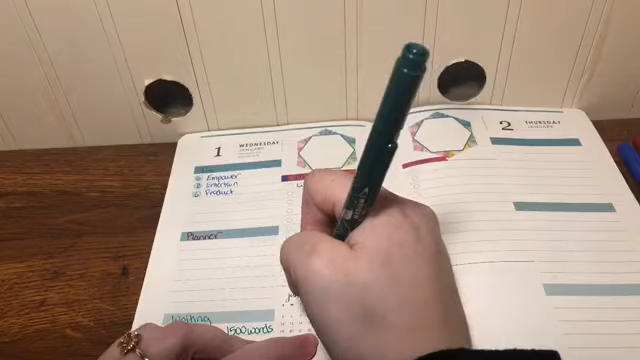 1 WEDNESDAY
JANUARY
Empower
Entertain
Product
Planner
Writing
1500 words
2 THURSDAY
JANUARY